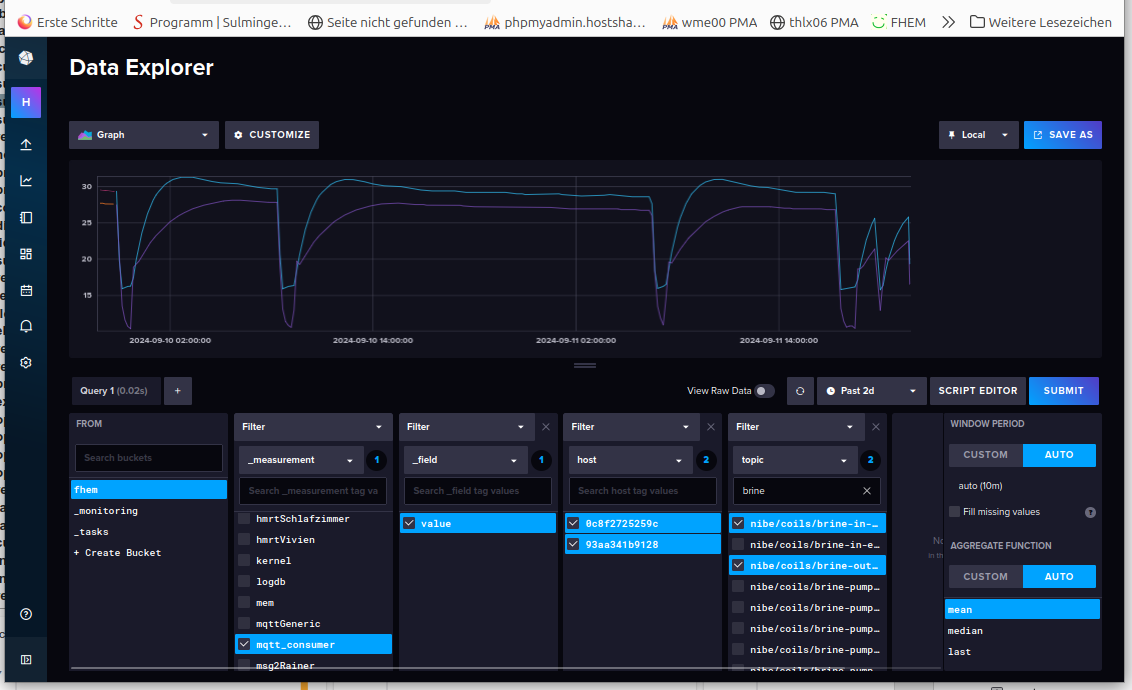 Erste Schritte
Programm | Sulminge…
Seite nicht gefunden …
phpmyadmin.hostsha…
wme00 PMA
thlx06 PMA
FHEM
Weitere Lesezeichen
H
Data Explorer
Graph
CUSTOMIZE
Local
SAVE AS
30
25
20
15
2024-09-10 02:00:00
2024-09-10 14:00:00
2024-09-11 02:00:00
2024-09-11 14:00:00
Query 1 (0.02s)
+
View Raw Data
Past 2d
SCRIPT EDITOR
SUBMIT
FROM
Search buckets
fhem
_monitoring
_tasks
+ Create Bucket
Filter
_measurement
1
Search _measurement tag va
hmrtSchlafzimmer
hmrtVivien
kernel
logdb
mem
mqttGeneric
mqtt_consumer
msg2Rainer
Filter
_field
1
Search _field tag values
value
Filter
host
2
Search host tag values
0c8f2725259c
93aa341b9128
Filter
topic
2
brine
nibe/coils/brine-in-…
nibe/coils/brine-in-e…
nibe/coils/brine-out…
nibe/coils/brine-pump…
nibe/coils/brine-pump…
nibe/coils/brine-pump…
nibe/coils/brine-pump…
nibe/coils/brine-pump…
WINDOW PERIOD
CUSTOM
AUTO
auto (10m)
Fill missing values
AGGREGATE FUNCTION
CUSTOM
AUTO
mean
median
last